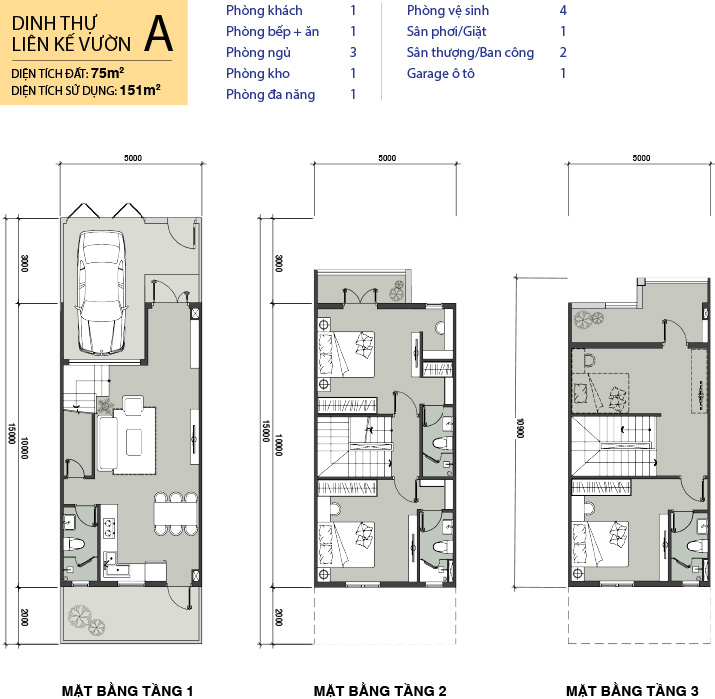 DINH THỰ
LIÊN KẾ VƯỜN A
DIỆN TÍCH ĐẤT: 75m²
DIỆN TÍCH SỬ DỤNG: 151m²
Phòng khách 1
Phòng bếp + ăn 1
Phòng ngủ 3
Phòng kho 1
Phòng đa năng 1
Phòng vệ sinh 4
Sân phơi/Giặt 1
Sân thượng/Ban công 2
Garage ô tô 1
5000
3000
15000
10000
2000
MẶT BẰNG TẦNG 1
5000
3000
15000
10000
2000
MẶT BẰNG TẦNG 2
5000
10900
MẶT BẰNG TẦNG 3